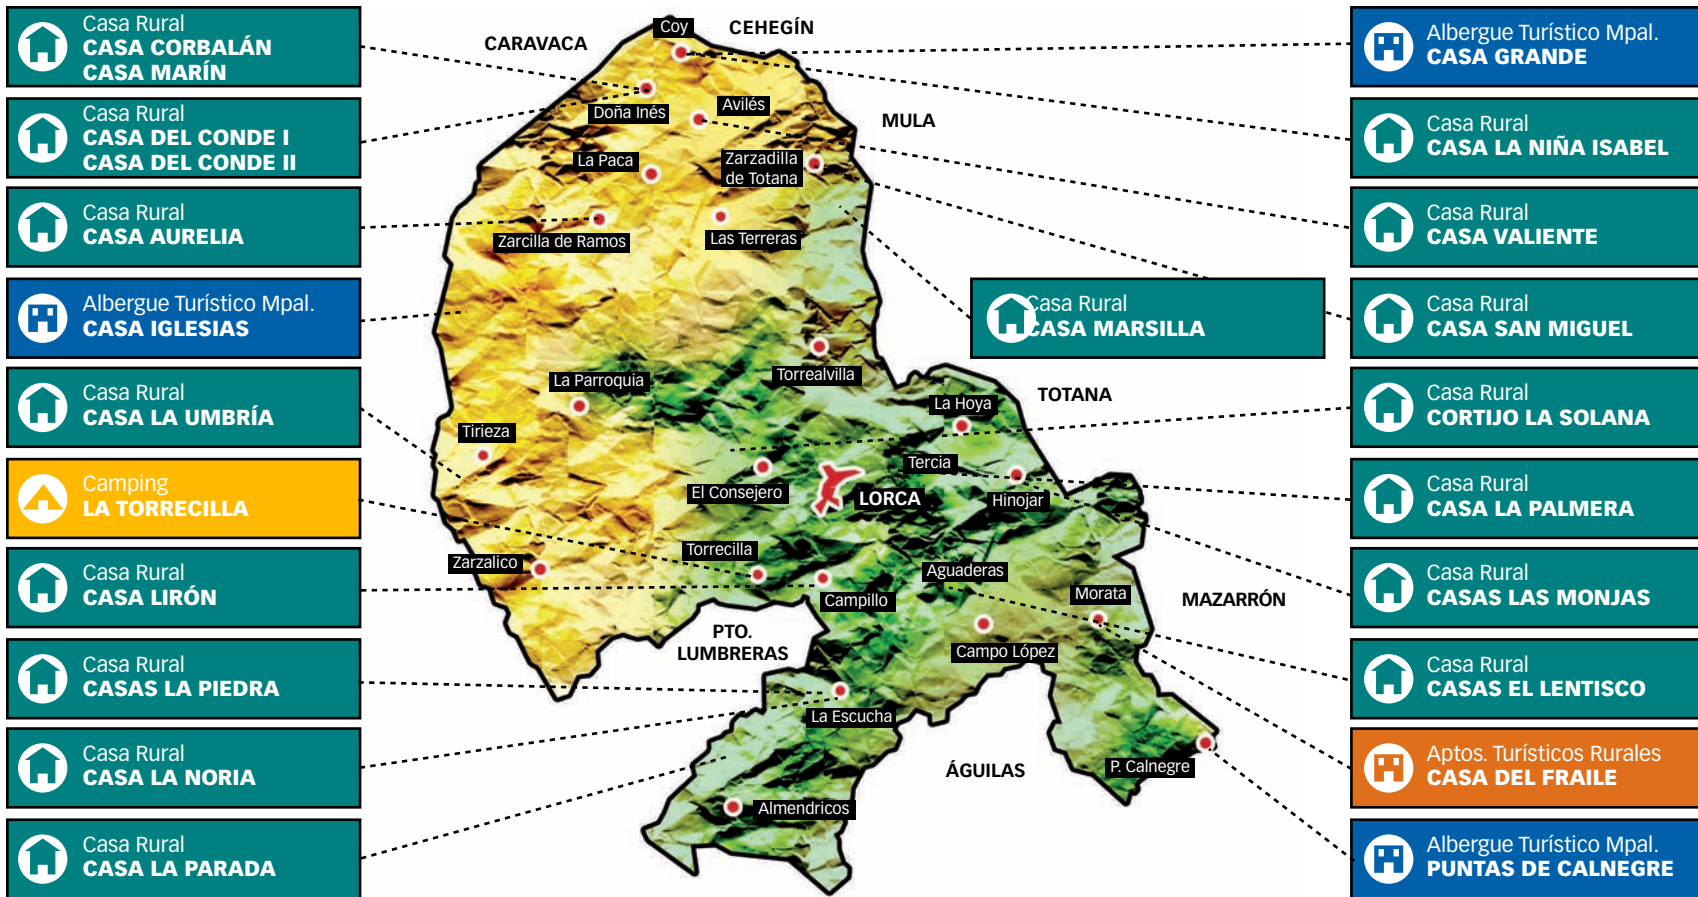 Casa Rural
CASA CORBALÁN
CASA MARÍN
Casa Rural
CASA DEL CONDE I
CASA DEL CONDE II
Casa Rural
CASA AURELIA
Albergue Turístico Mpal.
CASA IGLESIAS
Casa Rural
CASA LA UMBRÍA
Camping
LA TORRECILLA
Casa Rural
CASA LIRÓN
Casa Rural
CASAS LA PIEDRA
Casa Rural
CASA LA NORIA
Casa Rural
CASA LA PARADA
CARAVACA
Coy
CEHEGÍN
Doña Inés
Avilés
MULA
La Paca
Zarzadilla
de Totana
Zarcilla de Ramos
Las Terreras
Casa Rural
CASA MARSILLA
Torrealvilla
La Parroquia
TOTANA
La Hoya
Tirieza
Tercia
El Consejero
LORCA
Hinojar
Torrecilla
Zarzalico
Aguaderas
Campillo
Morata
MAZARRÓN
PTO.
LUMBRERAS
Campo López
La Escucha
ÁGUILAS
P. Calnegre
Almendricos
Albergue Turístico Mpal.
CASA GRANDE
Casa Rural
CASA LA NIÑA ISABEL
Casa Rural
CASA VALIENTE
Casa Rural
CASA SAN MIGUEL
Casa Rural
CORTIJO LA SOLANA
Casa Rural
CASA LA PALMERA
Casa Rural
CASAS LAS MONJAS
Casa Rural
CASAS EL LENTISCO
Aptos. Turísticos Rurales
CASA DEL FRAILE
Albergue Turístico Mpal.
PUNTAS DE CALNEGRE